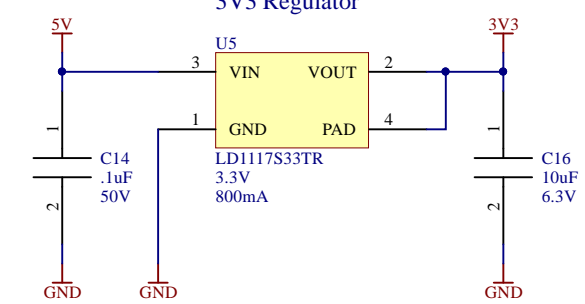 3V3 Regulator
5V
3V3
U5
3 VIN VOUT 2
1 GND PAD 4
1
1
C14
.1uF
50V
LD1117S33TR
3.3V
800mA
C16
10uF
6.3V
2
2
GND
GND
GND